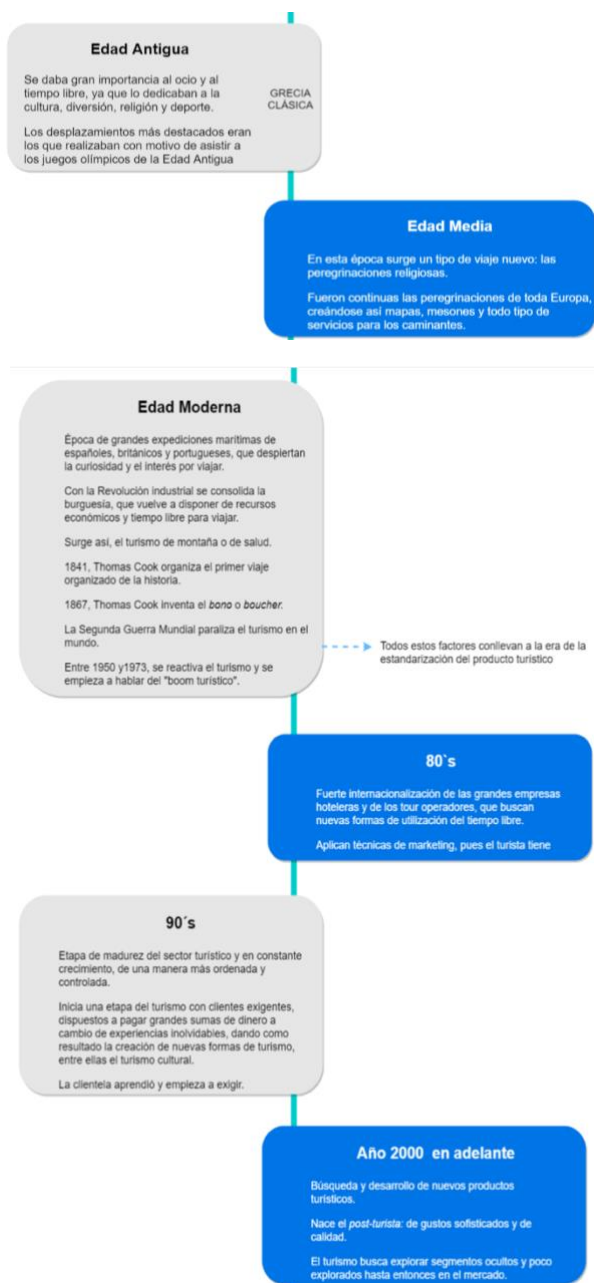 Edad Antigua
Se daba gran importancia al ocio y al
tiempo libre, ya que lo dedicaban a la
cultura, diversión, religión y deporte.
Los desplazamientos más destacados eran
los que realizaban con motivo de asistir a
los juegos olímpicos de la Edad Antigua
GRECIA
CLÁSICA
Edad Media
En esta época surge un tipo de viaje nuevo: las
peregrinaciones religiosas.
Fueron continuas las peregrinaciones de toda Europa,
creándose así mapas, mesones y todo tipo de
servicios para los caminantes.
Edad Moderna
Época de grandes expediciones marítimas de
españoles, británicos y portugueses, que despiertan
la curiosidad y el interés por viajar.
Con la Revolución industrial se consolida la
burguesía, que vuelve a disponer de recursos
económicos y tiempo libre para viajar.
Surge así, el turismo de montaña o de salud.
1841, Thomas Cook organiza el primer viaje
organizado de la historia.
1867, Thomas Cook inventa el bono o boucher.
La Segunda Guerra Mundial paraliza el turismo en el
mundo.
Entre 1950 y1973, se reactiva el turismo y se
empieza a hablar del "boom turístico".
Todos estos factores conllevan a la era de la
estandarización del producto turístico
80`s
Fuerte internacionalización de las grandes empresas
hoteleras y de los tour operadores, que buscan
nuevas formas de utilización del tiempo libre.
Aplican técnicas de marketing, pues el turista tiene
90´s
Etapa de madurez del sector turístico y en constante
crecimiento, de una manera más ordenada y
controlada.
Inicia una etapa del turismo con clientes exigentes,
dispuestos a pagar grandes sumas de dinero a
cambio de experiencias inolvidables, dando como
resultado la creación de nuevas formas de turismo,
entre ellas el turismo cultural.
La clientela aprendió y empieza a exigir.
Año 2000 en adelante
Búsqueda y desarrollo de nuevos productos
turísticos.
Nace el post-turista: de gustos sofisticados y de
calidad.
El turismo busca explorar segmentos ocultos y poco
explorados hasta entonces en el mercado.